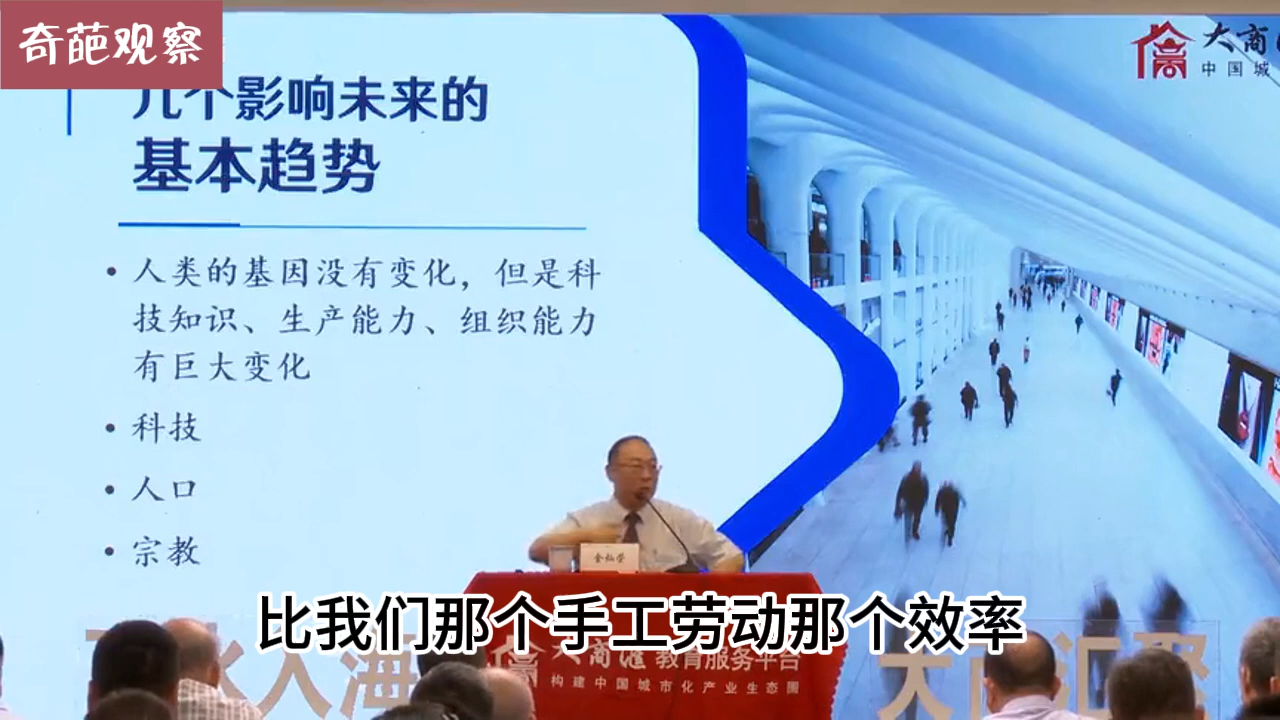 奇葩观察
几个影响未来的
基本趋势
大商
中国城
• 人类的基因没有变化，但是科
技知识、生产能力、组织能力
有巨大变化
• 科技
• 人口
• 宗教
金灿荣
比我们那个手工劳动那个效率
大商汇 教育服务平台
构建中国城市化产业生态圈